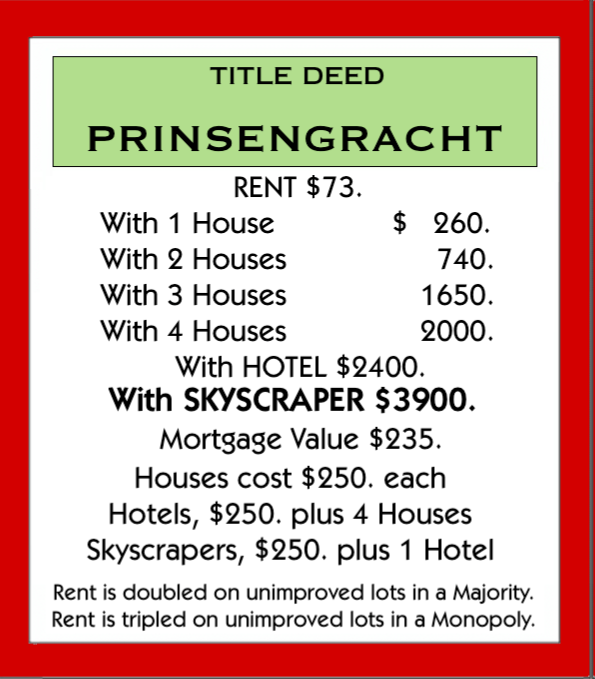 TITLE DEED
PRINSENGRACHT
RENT $73.
With 1 House $ 260.
With 2 Houses 740.
With 3 Houses 1650.
With 4 Houses 2000.
With HOTEL $2400.
With SKYSCRAPER $3900.
Mortgage Value $235.
Houses cost $250. each
Hotels, $250. plus 4 Houses
Skyscrapers, $250. plus 1 Hotel
Rent is doubled on unimproved lots in a Majority.
Rent is tripled on unimproved lots in a Monopoly.